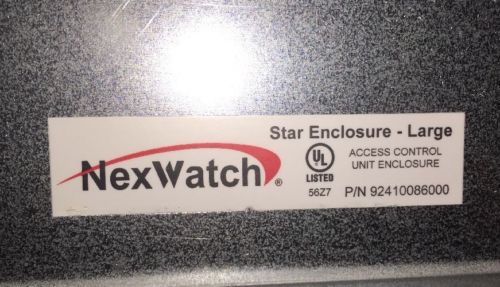 Star Enclosure - Large
NexWatch®
UL
LISTED
56Z7
ACCESS CONTROL
UNIT ENCLOSURE
P/N 92410086000